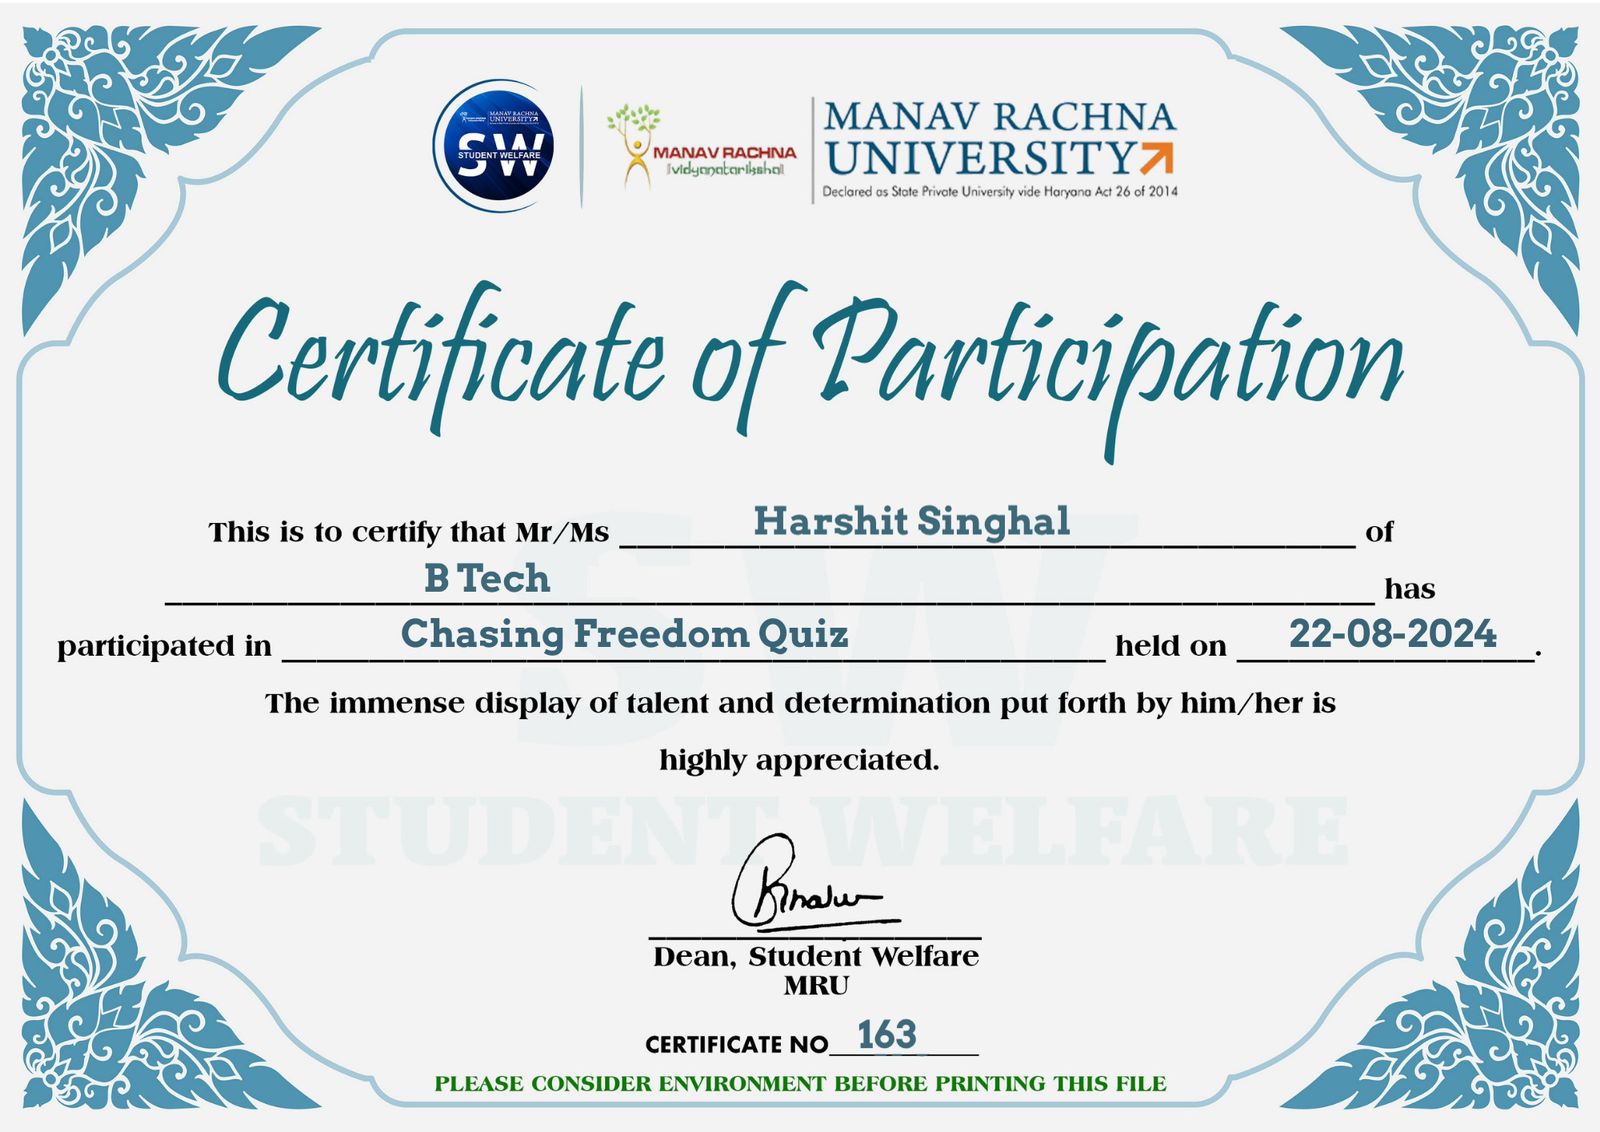 MANAV RACHNA
UNIVERSITY
SW
STUDENT WELFARE
MANAV RACHNA
vidyanatariksha
MANAV RACHNA
UNIVERSITY
Declared as State Private University vide Haryana Act 26 of 2014
Certificate of Participation
This is to certify that Mr/Ms Harshit Singhal of
B Tech has
participated in Chasing Freedom Quiz held on 22-08-2024.
The immense display of talent and determination put forth by him/her is
highly appreciated.
SW
STUDENT WELFARE
Dean, Student Welfare
MRU
CERTIFICATE NO 163
PLEASE CONSIDER ENVIRONMENT BEFORE PRINTING THIS FILE